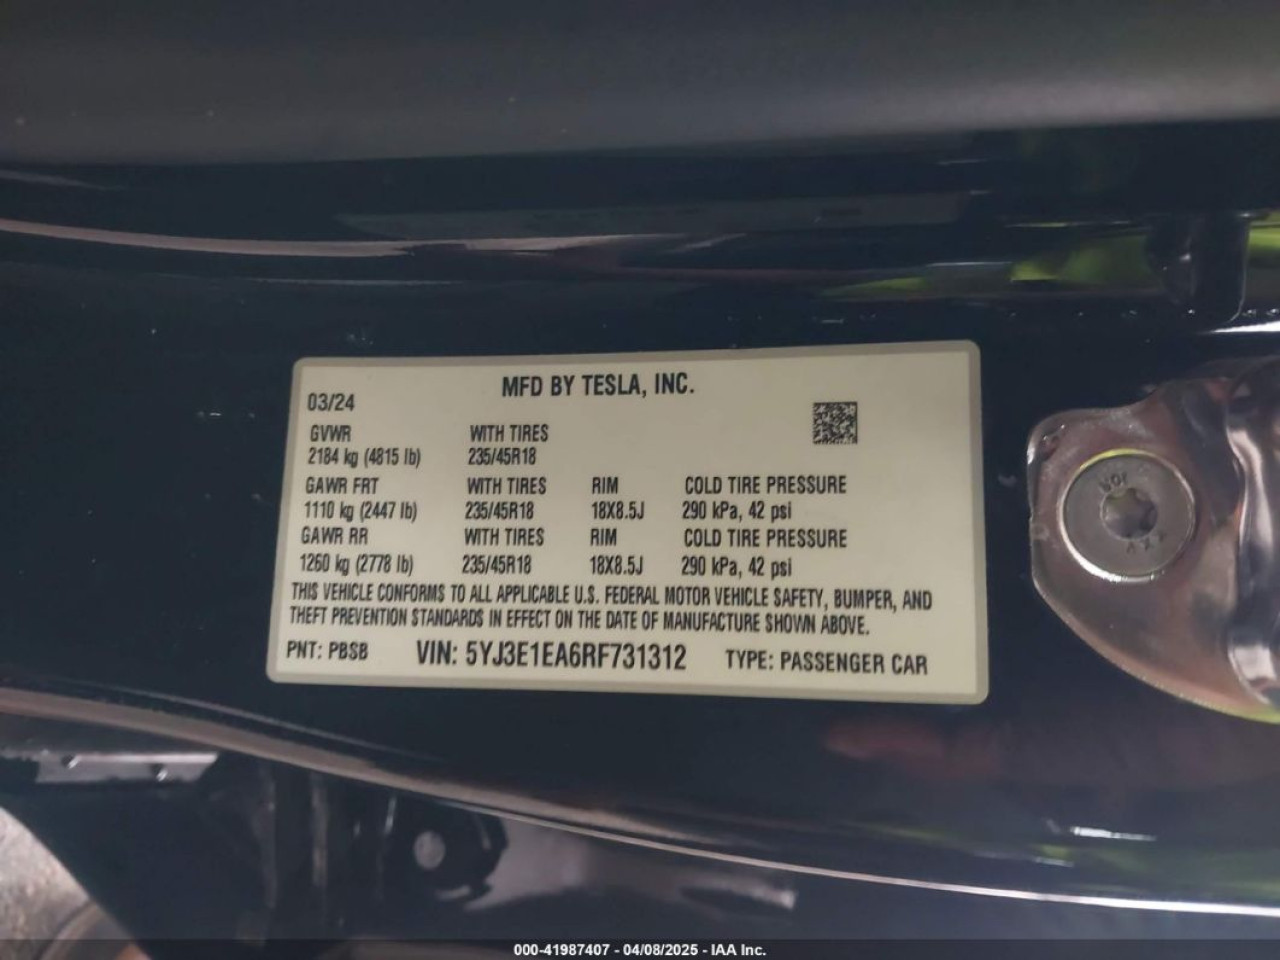 MFD BY TESLA, INC.
03/24
GVWR WITH TIRES
2184 kg (4815 lb) 235/45R18
GAWR FRT WITH TIRES RIM COLD TIRE PRESSURE
1110 kg (2447 lb) 235/45R18 18X8.5J 290 kPa, 42 psi
GAWR RR WITH TIRES RIM COLD TIRE PRESSURE
1260 kg (2778 lb) 235/45R18 18X8.5J 290 kPa, 42 psi
THIS VEHICLE CONFORMS TO ALL APPLICABLE U.S. FEDERAL MOTOR VEHICLE SAFETY, BUMPER, AND
THEFT PREVENTION STANDARDS IN EFFECT ON THE DATE OF MANUFACTURE SHOWN ABOVE.
PNT: PBSB VIN: 5YJ3E1EA6RF731312 TYPE: PASSENGER CAR
000-41987407 - 04/08/2025 - IAA Inc.